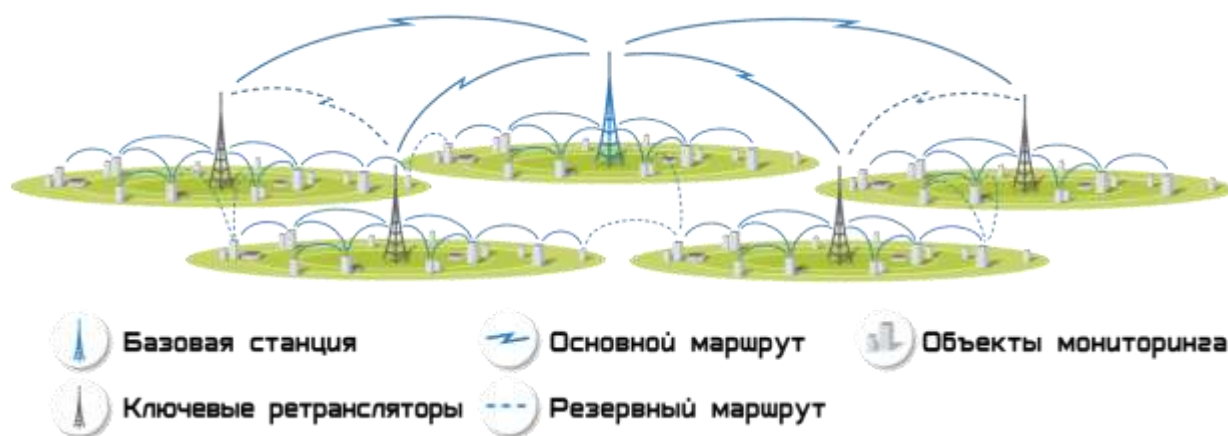 Базовая станция
Основной маршрут
Объекты мониторинга
Ключевые ретрансляторы
Резервный маршрут